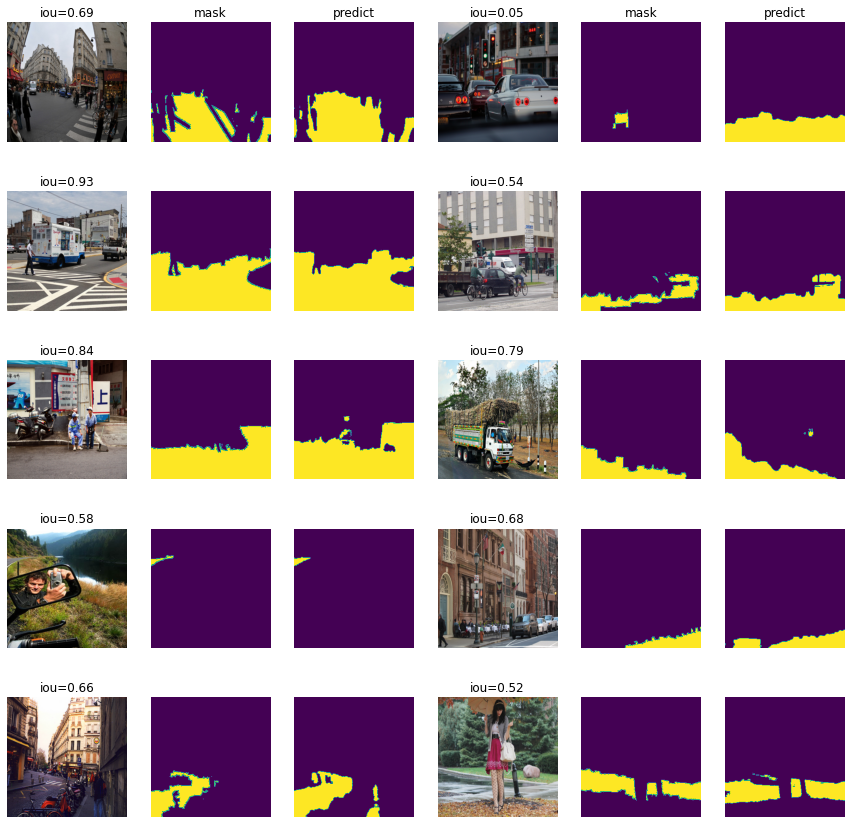 iou=0.69 mask predict iou=0.05 mask predict
iou=0.93 iou=0.54
iou=0.84 iou=0.79
上
iou=0.58 iou=0.68
iou=0.66 iou=0.52